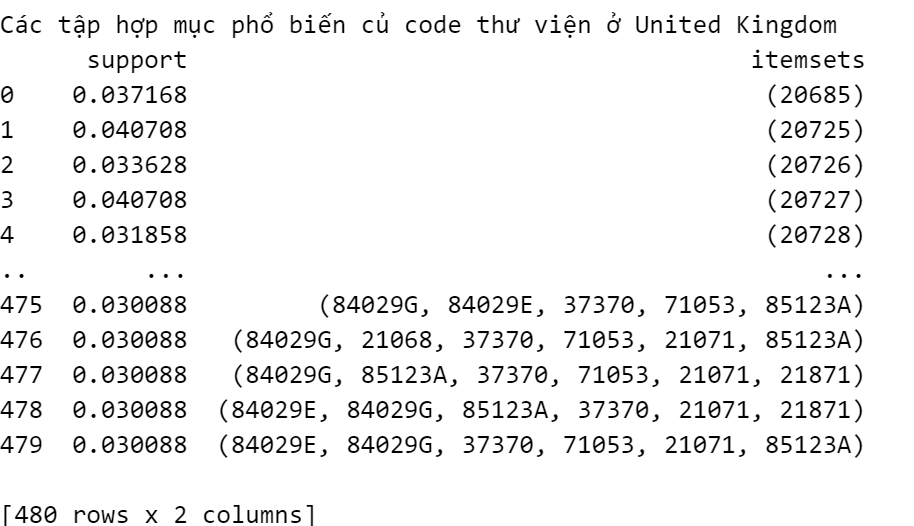 Các tập hợp mục phổ biến củ code thư viện ở United Kingdom
support itemsets
0 0.037168 (20685)
1 0.040708 (20725)
2 0.033628 (20726)
3 0.040708 (20727)
4 0.031858 (20728)
.. ... ...
475 0.030088 (84029G, 84029E, 37370, 71053, 85123A)
476 0.030088 (84029G, 21068, 37370, 71053, 21071, 85123A)
477 0.030088 (84029G, 85123A, 37370, 71053, 21071, 21871)
478 0.030088 (84029E, 84029G, 85123A, 37370, 21071, 21871)
479 0.030088 (84029E, 84029G, 37370, 71053, 21071, 85123A)
[480 rows x 2 columns]